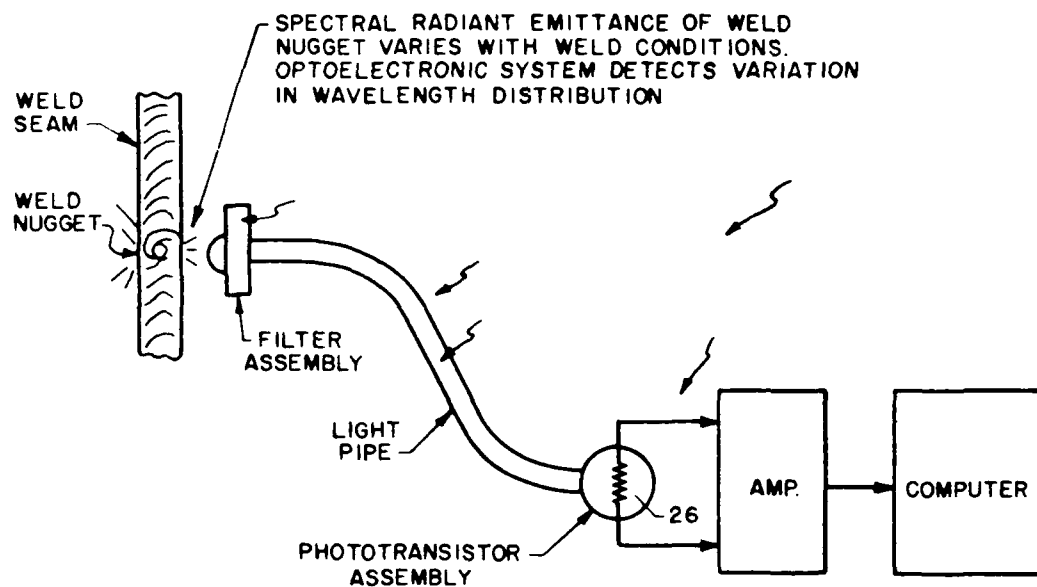 SPECTRAL RADIANT EMITTANCE OF WELD
NUGGET VARIES WITH WELD CONDITIONS.
OPTOELECTRONIC SYSTEM DETECTS VARIATION
IN WAVELENGTH DISTRIBUTION
WELD
SEAM
WELD
NUGGET
FILTER
ASSEMBLY
LIGHT
PIPE
26
PHOTOTRANSISTOR
ASSEMBLY
AMP.
COMPUTER